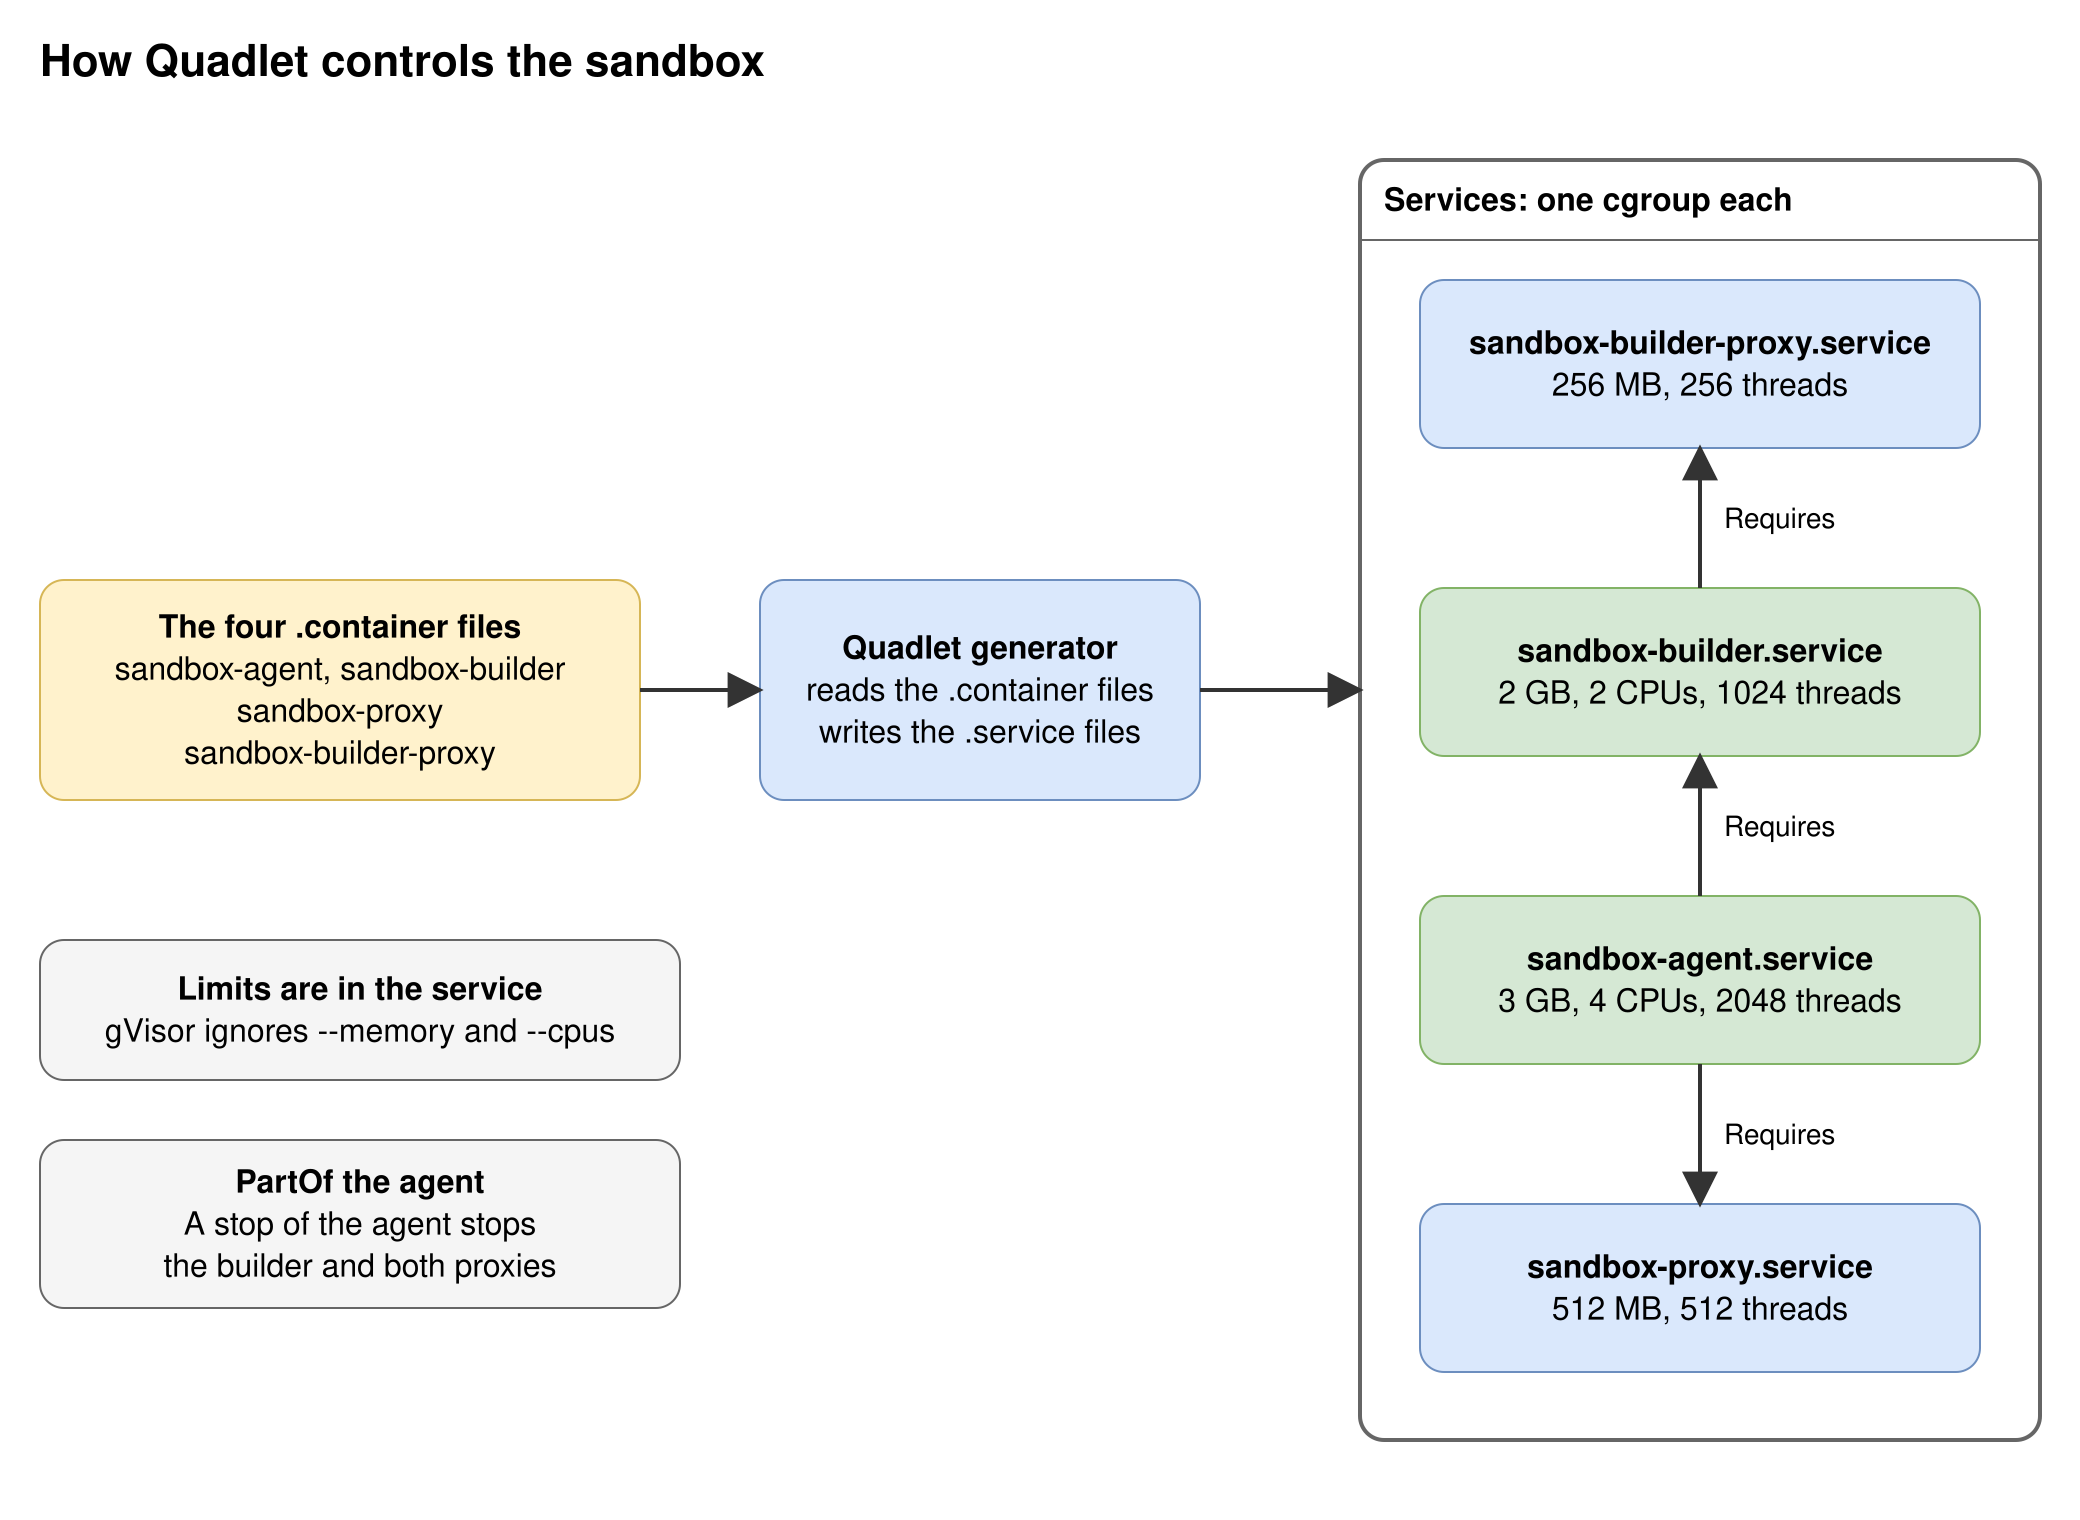 How Quadlet controls the sandbox
The four .container files
sandbox-agent, sandbox-builder
sandbox-proxy
sandbox-builder-proxy
Quadlet generator
reads the .container files
writes the .service files
Limits are in the service
gVisor ignores --memory and --cpus
PartOf the agent
A stop of the agent stops
the builder and both proxies
Services: one cgroup each
sandbox-builder-proxy.service
256 MB, 256 threads
Requires
sandbox-builder.service
2 GB, 2 CPUs, 1024 threads
Requires
sandbox-agent.service
3 GB, 4 CPUs, 2048 threads
Requires
sandbox-proxy.service
512 MB, 512 threads